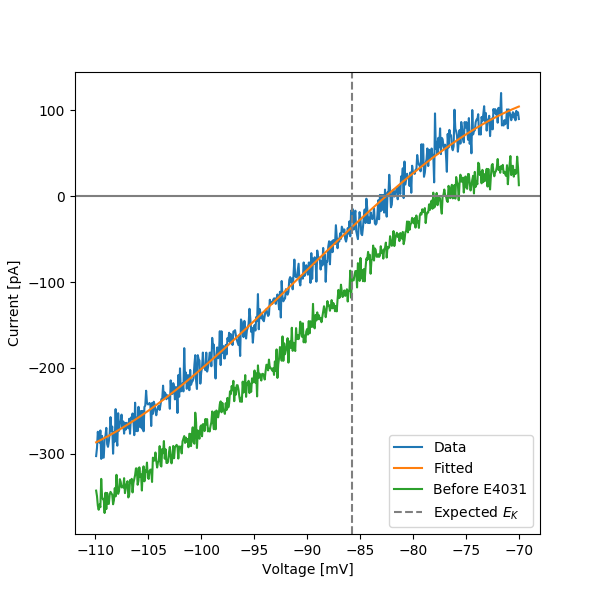 100
0
−100
−200
−300
Current [pA]
Data
Fitted
Before E4031
Expected E_K
−110 −105 −100 −95 −90 −85 −80 −75 −70
Voltage [mV]